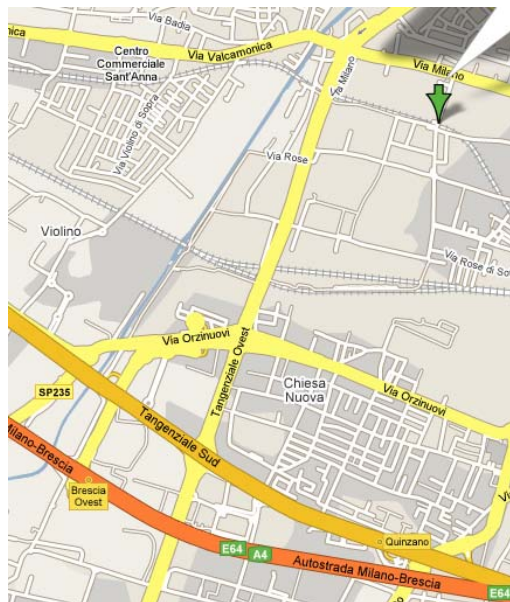 Via Badia
nica
Via Valcamonica
Centro
Commerciale
Sant'Anna
Via Milano
Via Milano
Via Violino di Sopra
Via Rose
Violino
Via Rose di So
Via Orzinuovi
Tangenziale Ovest
Chiesa
Nuova
Via Orzinuovi
SP235
Tangenziale Sud
Milano-Brescia
Brescia
Ovest
Quinzano
E64
A4
Autostrada Milano-Brescia
E64